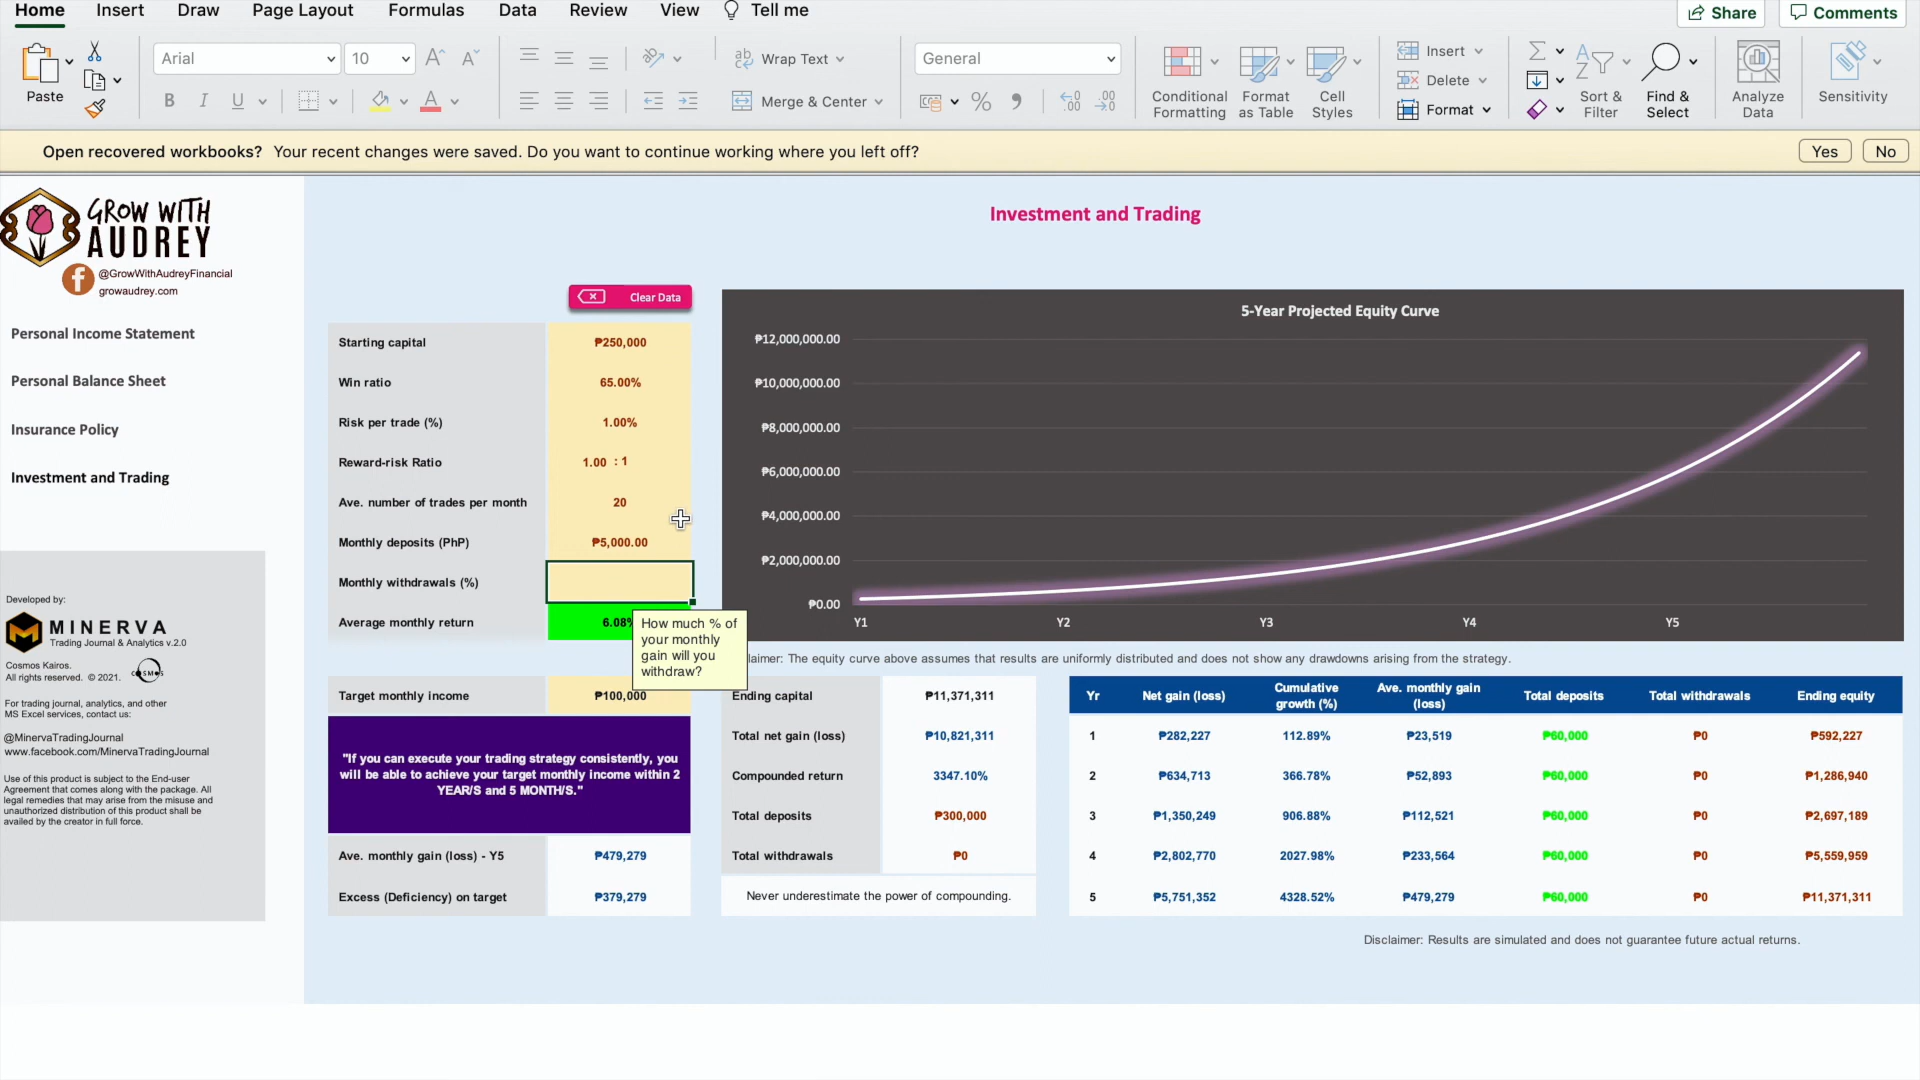 Home Insert Draw Page Layout Formulas Data Review View Tell me
Share Comments
Paste
Arial 10
B I U
Wrap Text
Merge & Center
General
Conditional Formatting
Format as Table
Cell Styles
Insert
Delete
Format
Sort & Filter
Find & Select
Analyze Data
Sensitivity
Open recovered workbooks? Your recent changes were saved. Do you want to continue working where you left off? Yes No
GROW WITH
AUDREY
@GrowWithAudreyFinancial
growaudrey.com
Personal Income Statement
Personal Balance Sheet
Insurance Policy
Investment and Trading
Developed by:
MINERVA
Trading Journal & Analytics v.2.0
Cosmos Kairos.
All rights reserved. © 2021.
COSMOS
For trading journal, analytics, and other
MS Excel services, contact us:
@MinervaTradingJournal
www.facebook.com/MinervaTradingJournal
Use of this product is subject to the End-user
Agreement that comes along with the package. All
legal remedies that may arise from the misuse and
unauthorized distribution of this product shall be
availed by the creator in full force.
Investment and Trading
Clear Data
Starting capital ₱250,000
Win ratio 65.00%
Risk per trade (%) 1.00%
Reward-risk Ratio 1.00 : 1
Ave. number of trades per month 20
Monthly deposits (PhP) ₱5,000.00
Monthly withdrawals (%)
Average monthly return 6.08%
How much % of
your monthly
gain will you
withdraw?
Target monthly income ₱100,000
"If you can execute your trading strategy consistently, you
will be able to achieve your target monthly income within 2
YEAR/S and 5 MONTH/S."
Ave. monthly gain (loss) - Y5 ₱479,279
Excess (Deficiency) on target ₱379,279
5-Year Projected Equity Curve
₱12,000,000.00
₱10,000,000.00
₱8,000,000.00
₱6,000,000.00
₱4,000,000.00
₱2,000,000.00
₱0.00
Y1 Y2 Y3 Y4 Y5
laimer: The equity curve above assumes that results are uniformly distributed and does not show any drawdowns arising from the strategy.
Ending capital ₱11,371,311
Total net gain (loss) ₱10,821,311
Compounded return 3347.10%
Total deposits ₱300,000
Total withdrawals ₱0
Never underestimate the power of compounding.
Yr Net gain (loss) Cumulative growth (%) Ave. monthly gain (loss) Total deposits Total withdrawals Ending equity
1 ₱282,227 112.89% ₱23,519 ₱60,000 ₱0 ₱592,227
2 ₱634,713 366.78% ₱52,893 ₱60,000 ₱0 ₱1,286,940
3 ₱1,350,249 906.88% ₱112,521 ₱60,000 ₱0 ₱2,697,189
4 ₱2,802,770 2027.98% ₱233,564 ₱60,000 ₱0 ₱5,559,959
5 ₱5,751,352 4328.52% ₱479,279 ₱60,000 ₱0 ₱11,371,311
Disclaimer: Results are simulated and does not guarantee future actual returns.